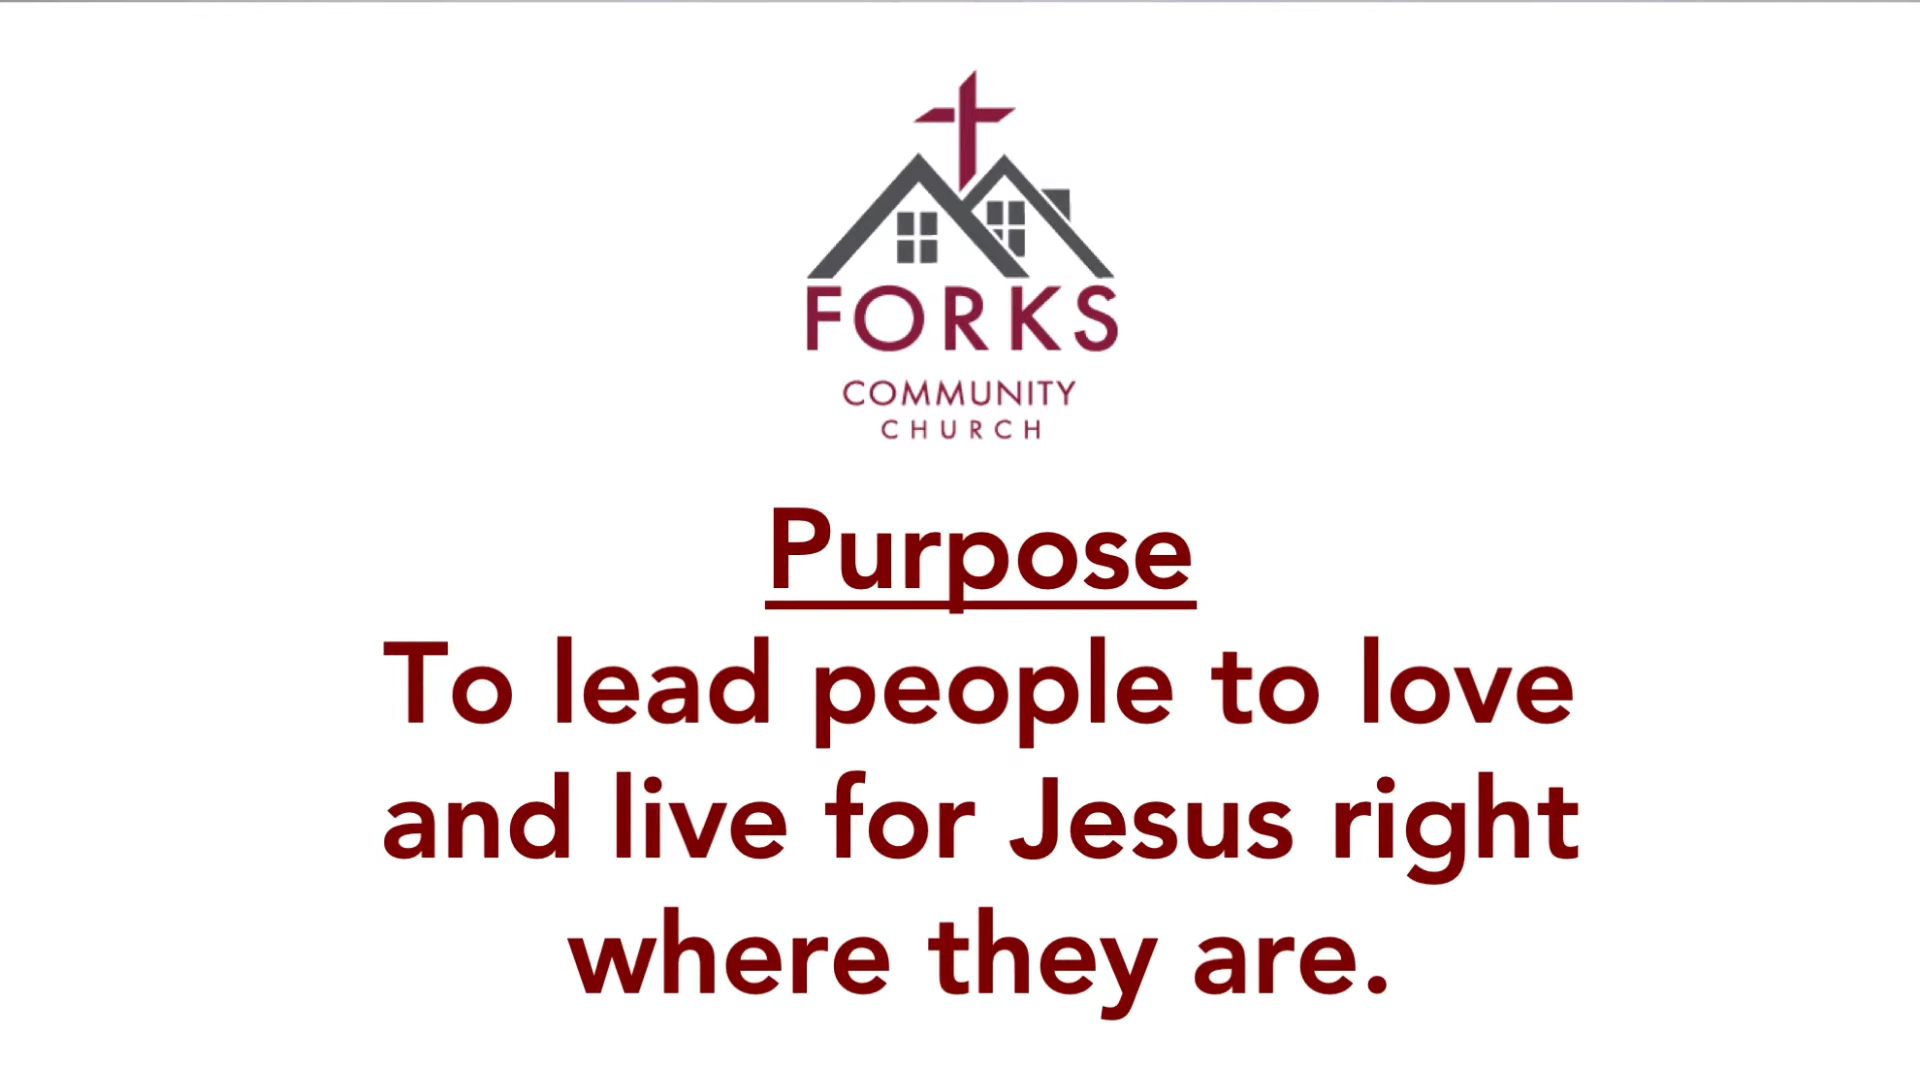 FORKS
COMMUNITY
CHURCH
Purpose
To lead people to love
and live for Jesus right
where they are.